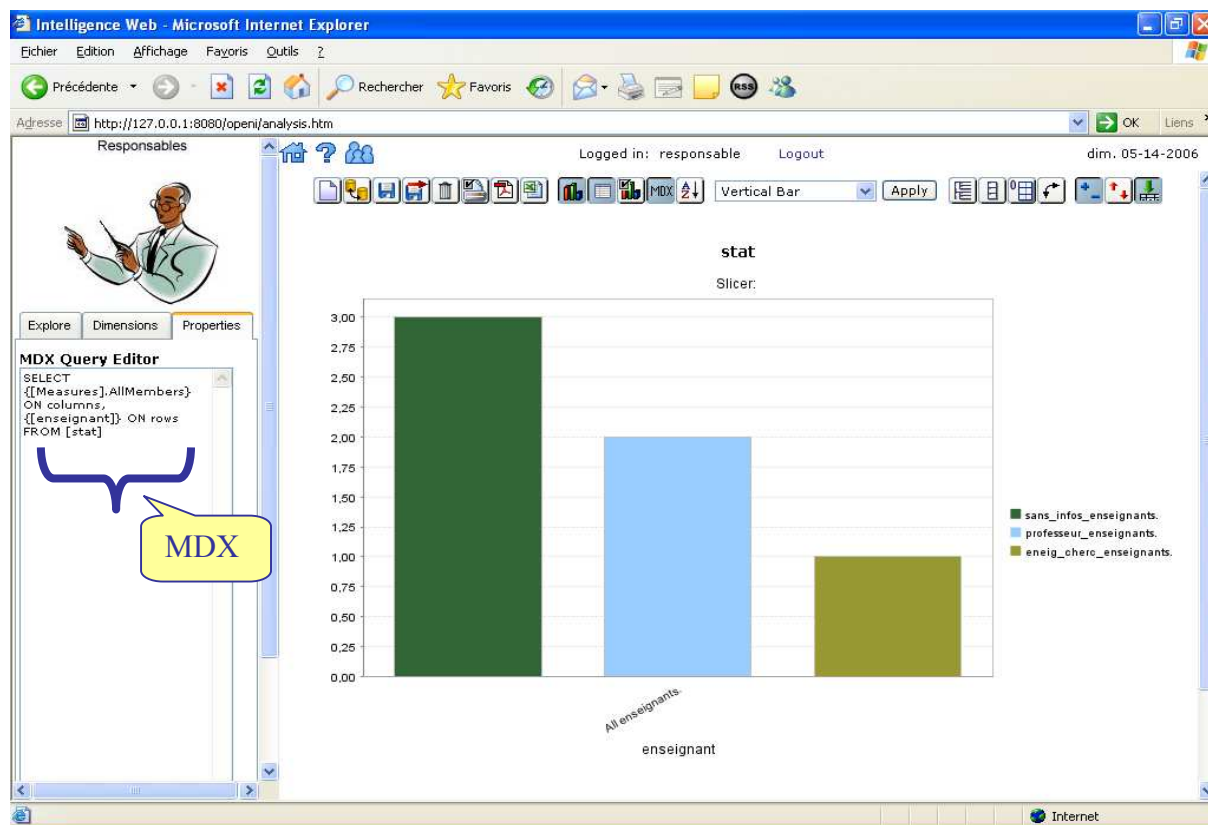 Intelligence Web - Microsoft Internet Explorer
Fichier Edition Affichage Favoris Outils ?
Précédente Rechercher Favoris RSS
Adresse http://127.0.0.1:8080/openi/analysis.htm OK Liens
Responsables
Logged in: responsable Logout dim. 05-14-2006
MDX Vertical Bar Apply
Explore Dimensions Properties
MDX Query Editor
SELECT
{[Measures].AllMembers}
ON columns,
{[enseignant]} ON rows
FROM [stat]
MDX
stat
Slicer:
3,00
2,75
2,50
2,25
2,00
1,75
1,50
1,25
1,00
0,75
0,50
0,25
0,00
All enseignants.
enseignant
sans_infos_enseignants.
professeur_enseignants.
eneig_cherc_enseignants.
Internet